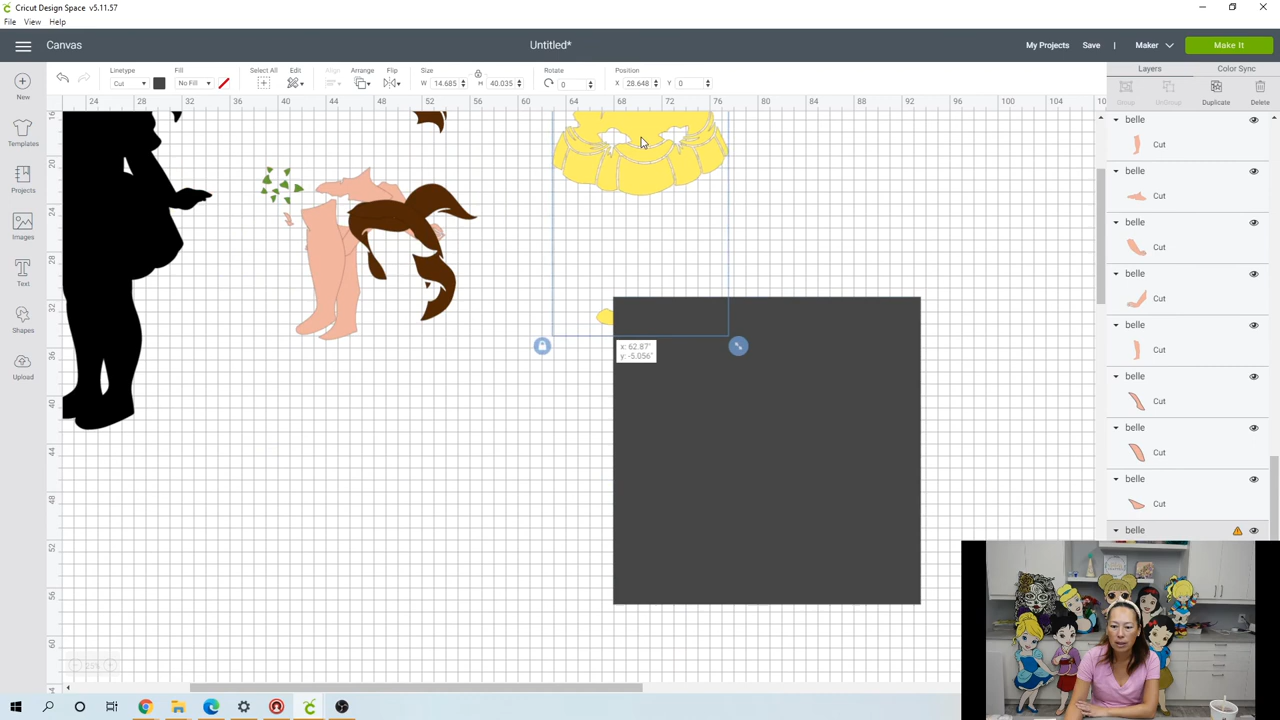 Cricut Design Space v5.11.57
File View Help
Canvas
Untitled*
My Projects Save | Maker Make It
Linetype Fill Select All Edit Align Arrange Flip Size Rotate Position
Cut No Fill W 14.685 H 40.035 0 X 28.648 Y 0
Layers Color Sync
Group UnGroup Duplicate Delete
24 28 32 36 40 44 48 52 56 60 64 68 72 76 80 84 88 92 96 10
16
20
24
28
32
36
40
44
48
52
56
60
64
New
Templates
Projects
Images
Text
Shapes
Upload
x: 62.87"
y: -5.056"
25%
belle
Cut
belle
Cut
belle
Cut
belle
Cut
belle
Cut
belle
Cut
belle
Cut
belle
Cut
belle